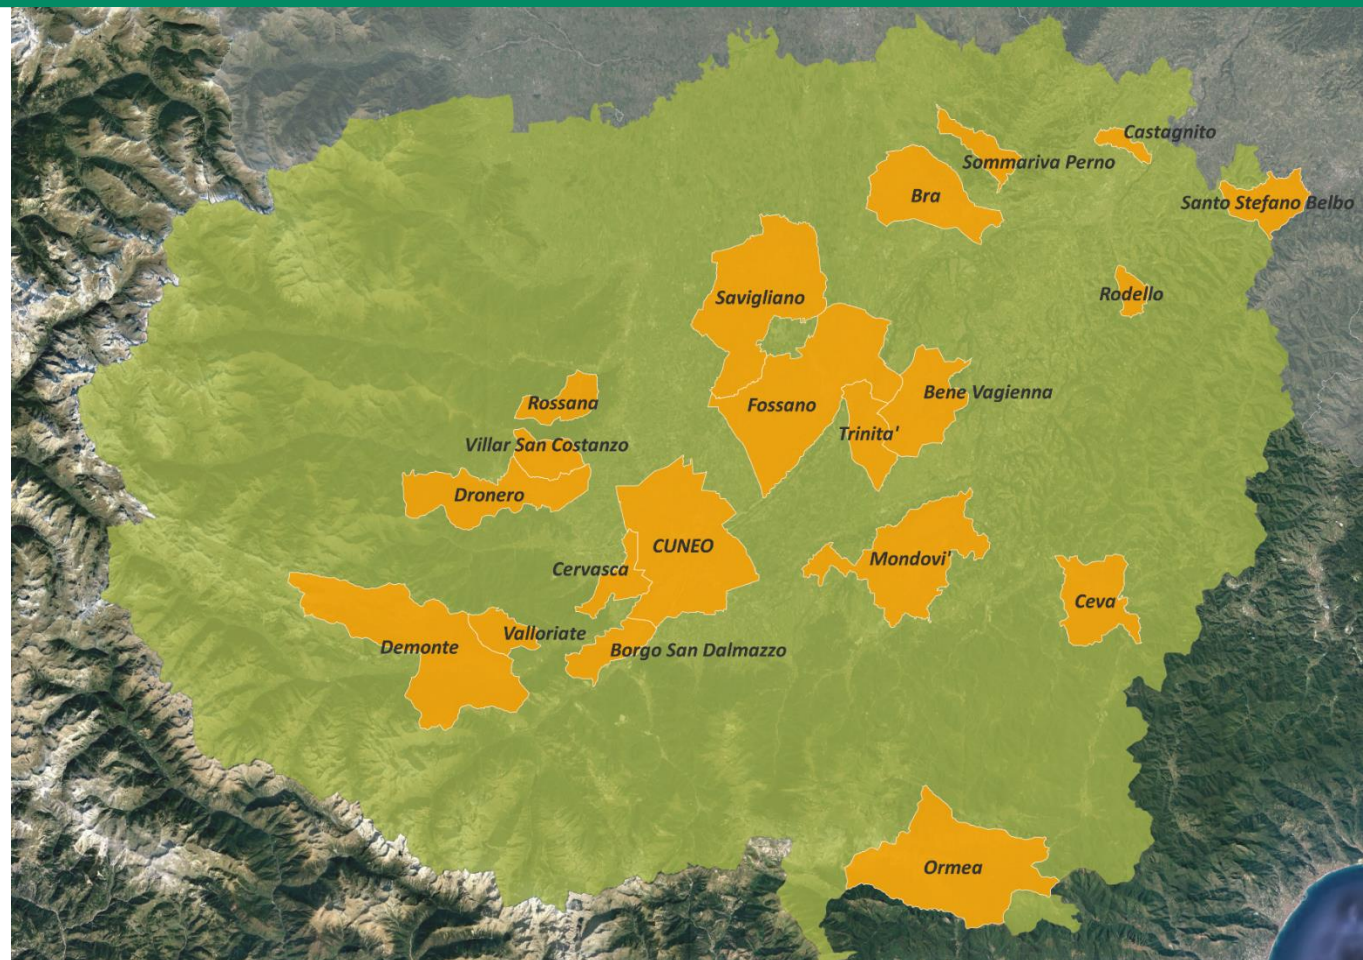 Castagnito
Sommariva Perno
Bra
Santo Stefano Belbo
Savigliano
Rodello
Rossana
Fossano
Bene Vagienna
Trinita'
Villar San Costanzo
Dronero
CUNEO
Cervasca
Mondovi'
Ceva
Valloriate
Demonte
Borgo San Dalmazzo
Ormea